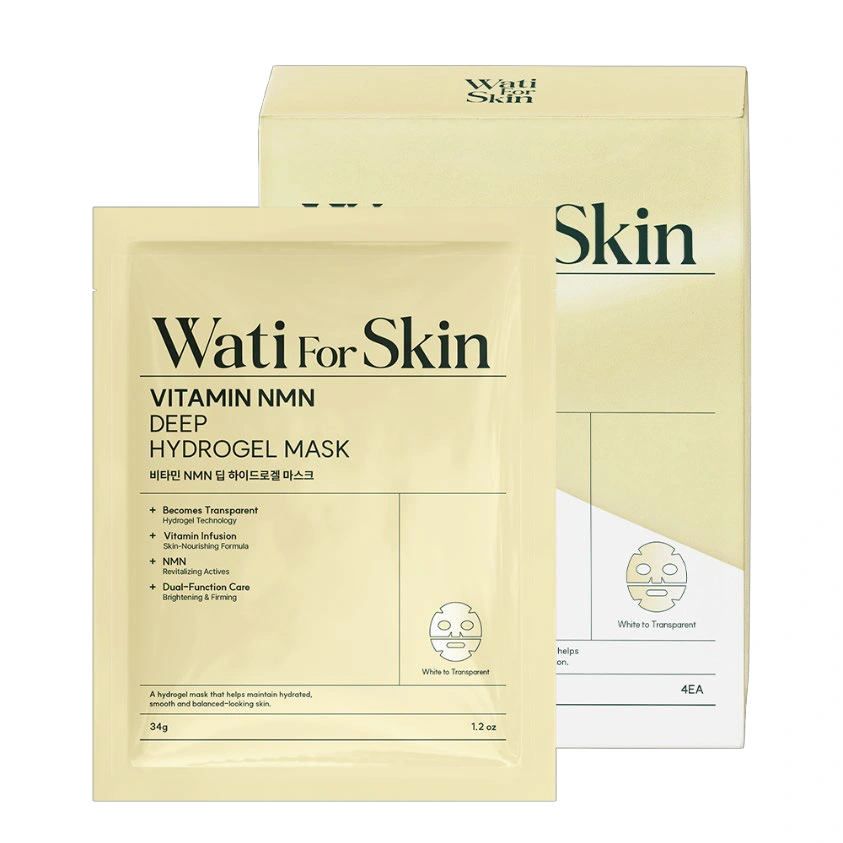 Wati
For
Skin
Skin
White to Transparent
helps
on.
4EA
Wati For Skin
VITAMIN NMN
DEEP
HYDROGEL MASK
비타민 NMN 딥 하이드로겔 마스크
+ Becomes Transparent
Hydrogel Technology
+ Vitamin Infusion
Skin-Nourishing Formula
+ NMN
Revitalizing Actives
+ Dual-Function Care
Brightening & Firming
White to Transparent
A hydrogel mask that helps maintain hydrated,
smooth and balanced-looking skin.
34g 1.2 oz